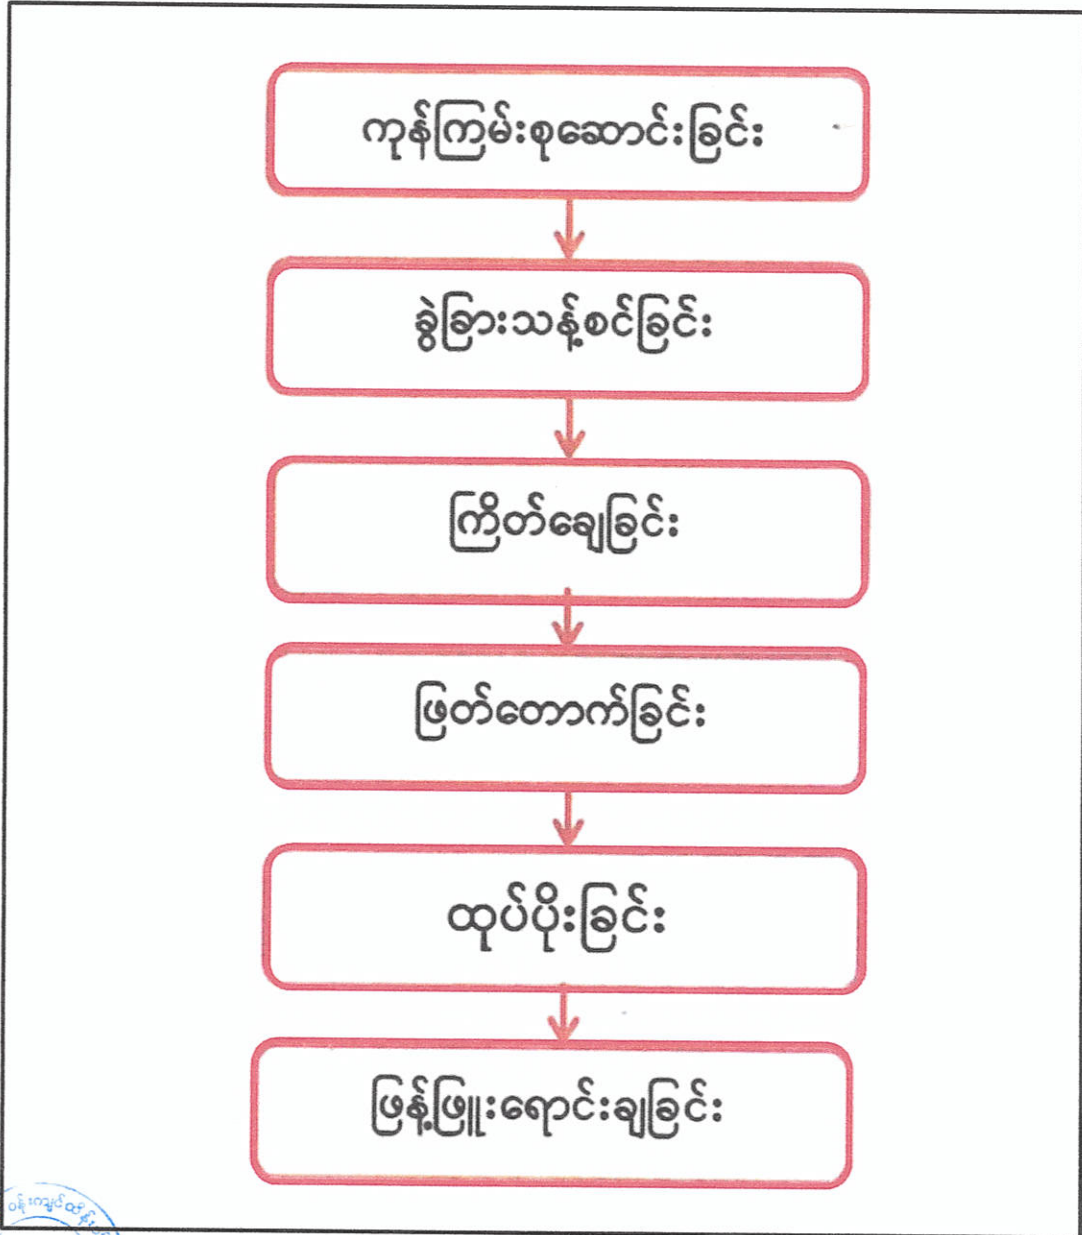 ကုန်ကြမ်းစုဆောင်းခြင်း
ခွဲခြားသန့်စင်ခြင်း
ကြိတ်ချေခြင်း
ဖြတ်တောက်ခြင်း
ထုပ်ပိုးခြင်း
ဖြန့်ဖြူးရောင်းချခြင်း